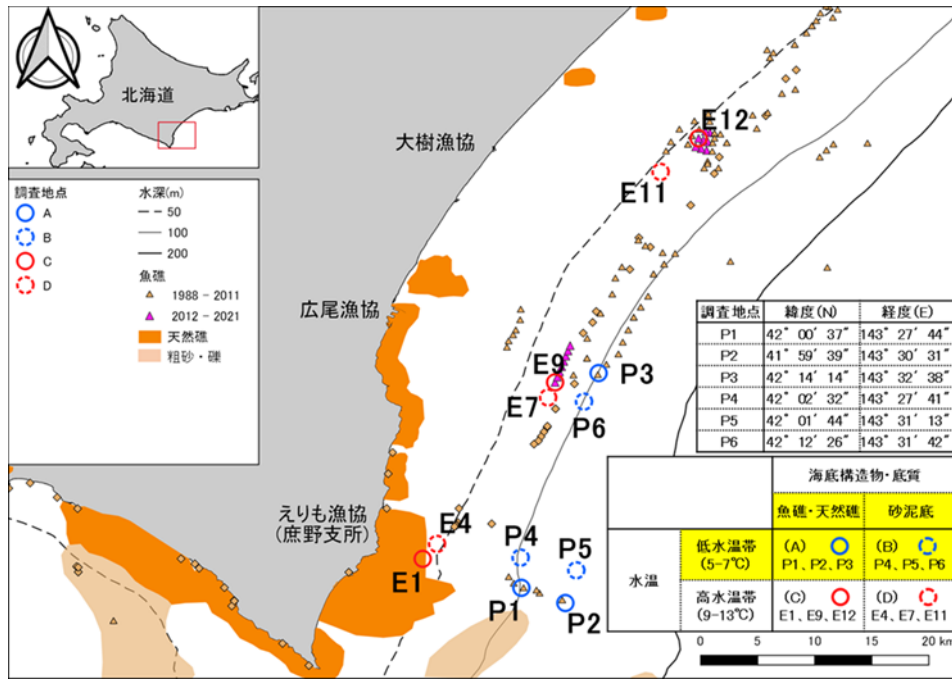 北海道
調査地点
A
B
C
D
水深(m)
50
100
200
魚礁
1988 - 2011
2012 - 2021
天然礁
粗砂・礫
大樹漁協
広尾漁協
えりも漁協
(庶野支所)
E12
E11
E9
E7
P3
P6
E4
E1
P4
P5
P1
P2
調査地点 緯度(N) 経度(E)
P1 42° 00′ 37″ 143° 27′ 44″
P2 41° 59′ 39″ 143° 30′ 31″
P3 42° 14′ 14″ 143° 32′ 38″
P4 42° 02′ 32″ 143° 27′ 41″
P5 42° 01′ 44″ 143° 31′ 13″
P6 42° 12′ 26″ 143° 31′ 42″
海底構造物・底質
魚礁・天然礁 砂泥底
水温
低水温帯
(5-7℃)
(A)
P1、P2、P3
(B)
P4、P5、P6
高水温帯
(9-13℃)
(C)
E1、E9、E12
(D)
E4、E7、E11
0 5 10 15 20 km